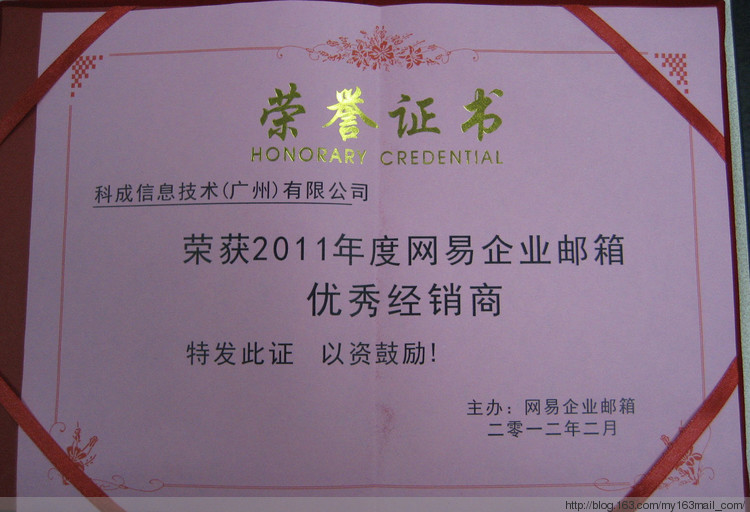 荣誉证书
HONORARY CREDENTIAL
科成信息技术(广州)有限公司
荣获2011年度网易企业邮箱
优秀经销商
特发此证 以资鼓励!
主办：网易企业邮箱
二零一二年二月
http://blog.163.com/my163mail_com/